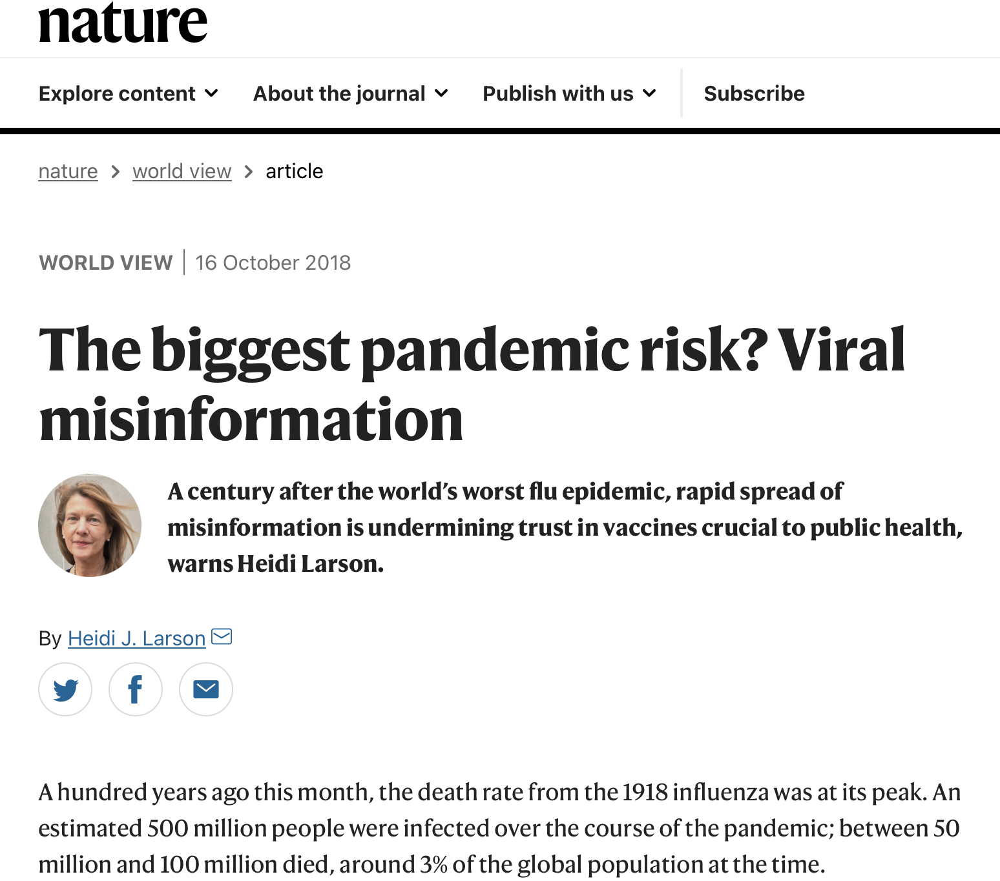 nature
Explore content About the journal Publish with us Subscribe
nature > world view > article
WORLD VIEW | 16 October 2018
The biggest pandemic risk? Viral
misinformation
A century after the world’s worst flu epidemic, rapid spread of
misinformation is undermining trust in vaccines crucial to public health,
warns Heidi Larson.
By Heidi J. Larson
A hundred years ago this month, the death rate from the 1918 influenza was at its peak. An
estimated 500 million people were infected over the course of the pandemic; between 50
million and 100 million died, around 3% of the global population at the time.